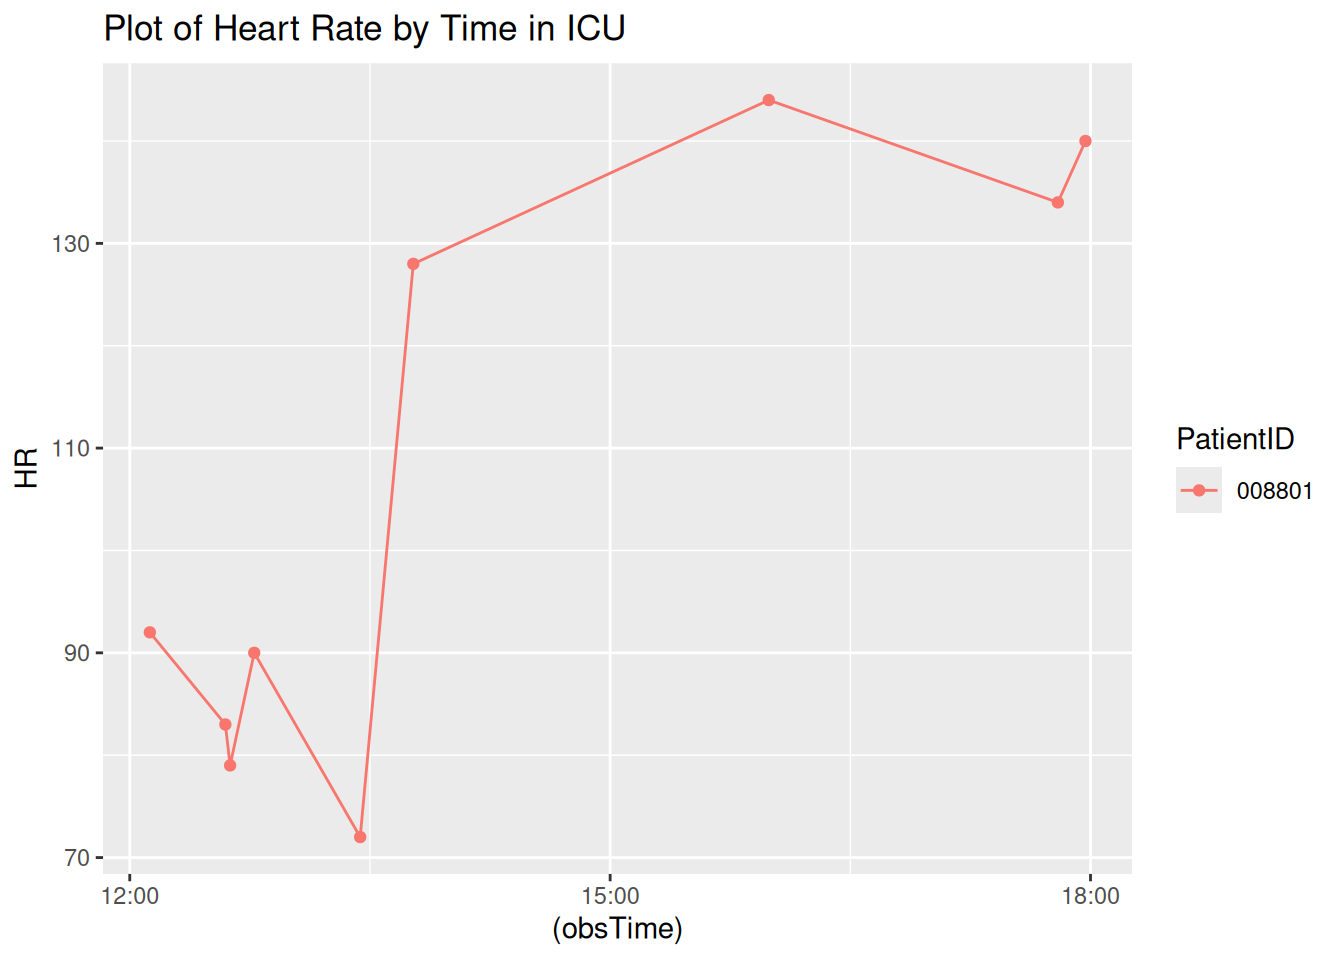 Plot of Heart Rate by Time in ICU
HR
130
110
90
70
12:00
15:00
18:00
(obsTime)
PatientID
008801